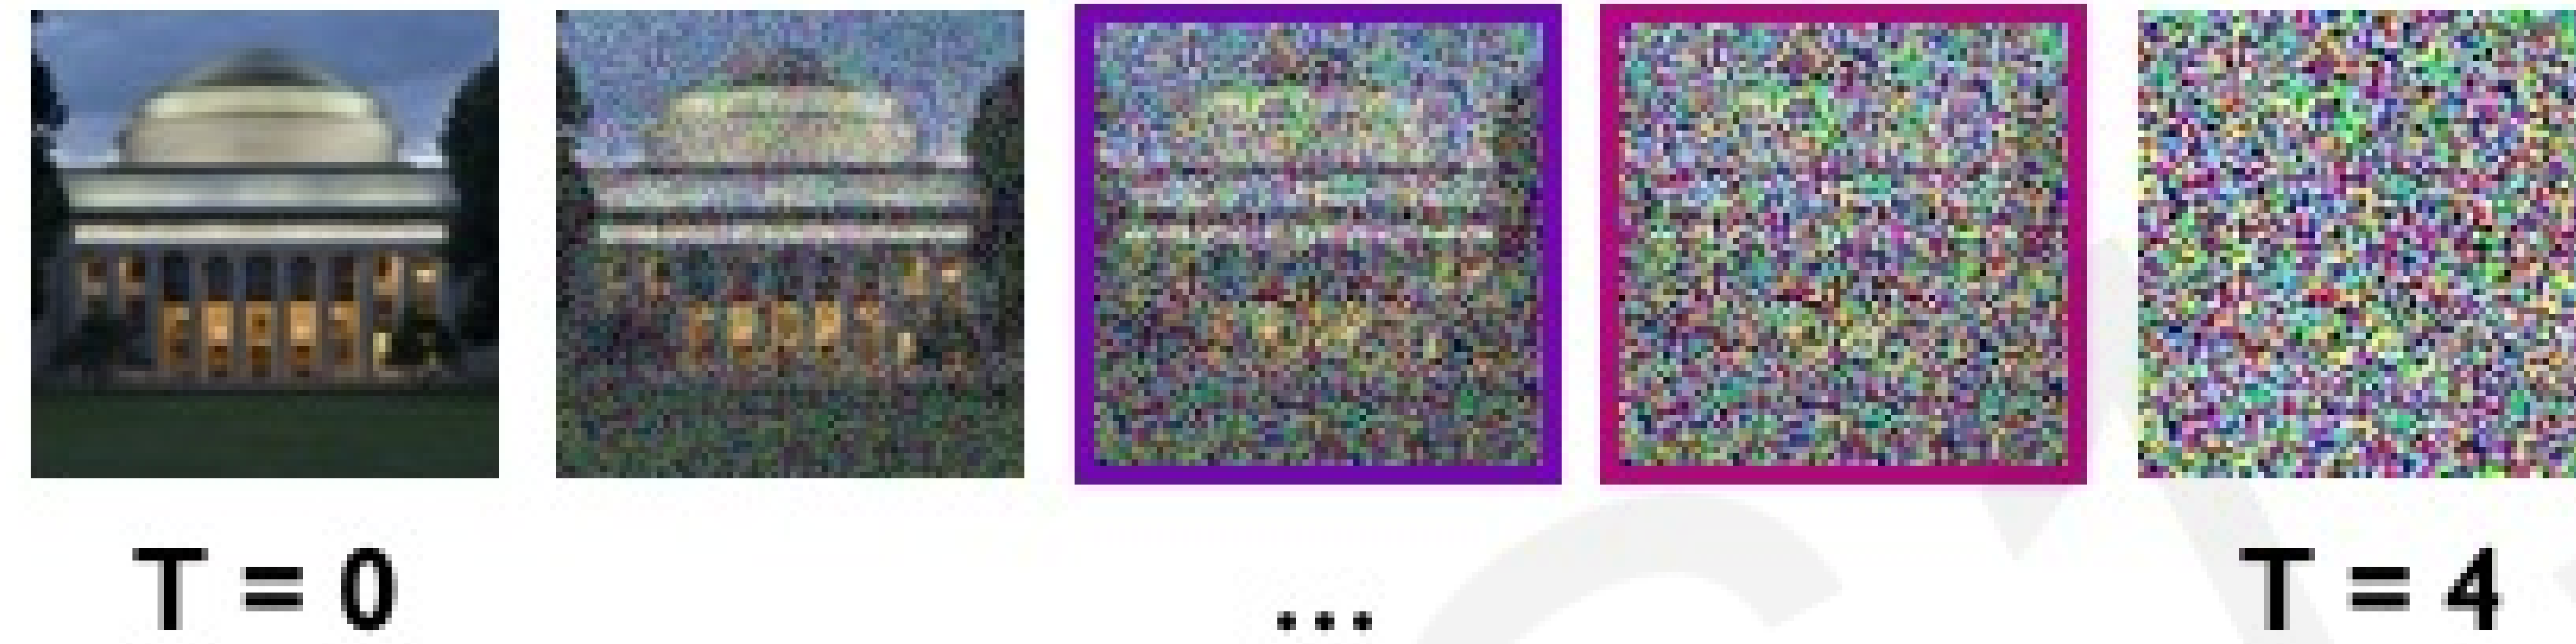 T = 0 ... T = 4